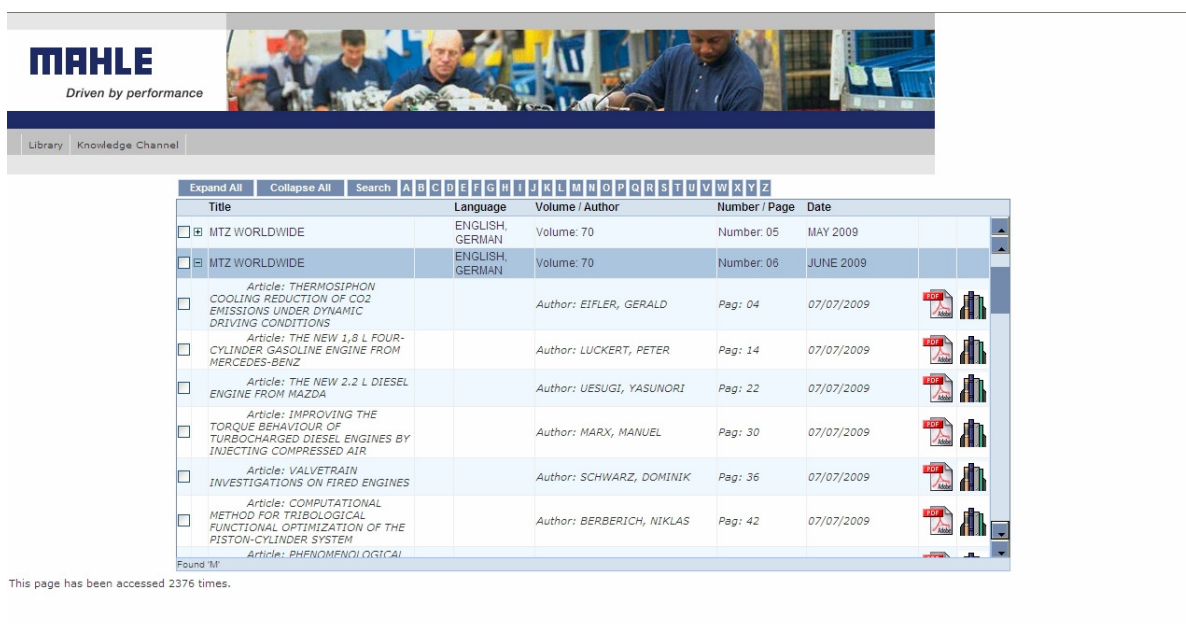 MAHLE
Driven by performance
Library Knowledge Channel
Expand All Collapse All Search A B C D E F G H I J K L M N O P Q R S T U V W X Y Z
Title Language Volume / Author Number / Page Date
MTZ WORLDWIDE ENGLISH, GERMAN Volume: 70 Number: 05 MAY 2009
MTZ WORLDWIDE ENGLISH, GERMAN Volume: 70 Number: 06 JUNE 2009
Article: THERMOSIPHON
COOLING REDUCTION OF CO2
EMISSIONS UNDER DYNAMIC
DRIVING CONDITIONS
Author: EIFLER, GERALD Pag: 04 07/07/2009
PDF Adobe
Article: THE NEW 1,8 L FOUR-
CYLINDER GASOLINE ENGINE FROM
MERCEDES-BENZ
Author: LUCKERT, PETER Pag: 14 07/07/2009
PDF Adobe
Article: THE NEW 2.2 L DIESEL
ENGINE FROM MAZDA
Author: UESUGI, YASUNORI Pag: 22 07/07/2009
PDF Adobe
Article: IMPROVING THE
TORQUE BEHAVIOUR OF
TURBOCHARGED DIESEL ENGINES BY
INJECTING COMPRESSED AIR
Author: MARX, MANUEL Pag: 30 07/07/2009
PDF Adobe
Article: VALVETRAIN
INVESTIGATIONS ON FIRED ENGINES
Author: SCHWARZ, DOMINIK Pag: 36 07/07/2009
PDF Adobe
Article: COMPUTATIONAL
METHOD FOR TRIBOLOGICAL
FUNCTIONAL OPTIMIZATION OF THE
PISTON-CYLINDER SYSTEM
Author: BERBERICH, NIKLAS Pag: 42 07/07/2009
PDF Adobe
Article: PHENOMENOLOGICAL
Found 'M'
This page has been accessed 2376 times.